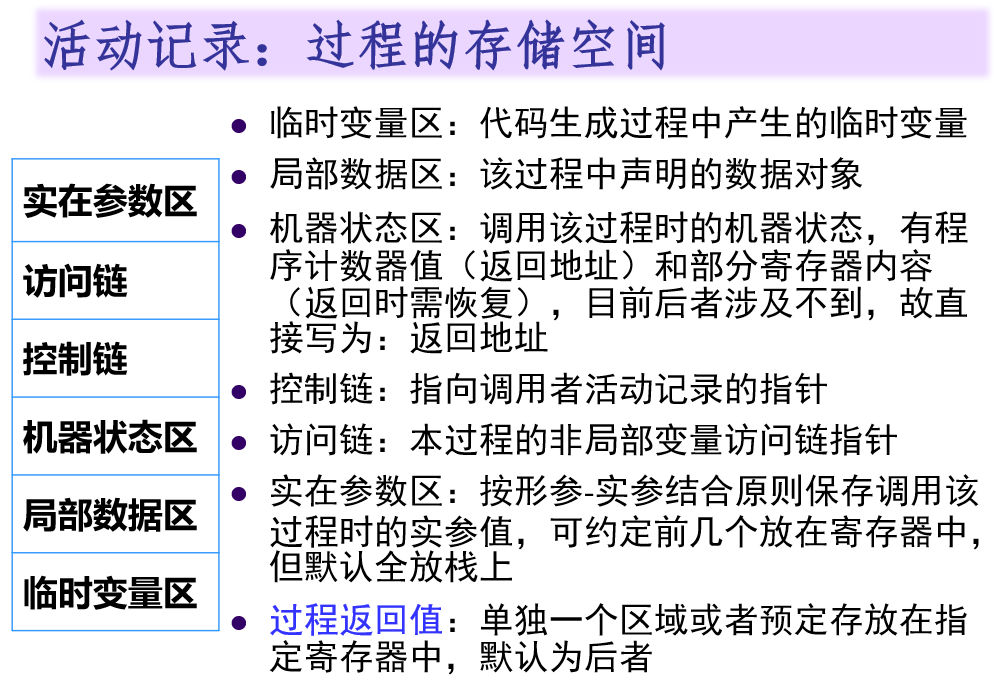 活动记录：过程的存储空间
实在参数区
访问链
控制链
机器状态区
局部数据区
临时变量区
临时变量区：代码生成过程中产生的临时变量
局部数据区：该过程中声明的数据对象
机器状态区：调用该过程时的机器状态，有程
序计数器值（返回地址）和部分寄存器内容
（返回时需恢复），目前后者涉及不到，故直
接写为：返回地址
控制链：指向调用者活动记录的指针
访问链：本过程的非局部变量访问链指针
实在参数区：按形参-实参结合原则保存调用该
过程时的实参值，可约定前几个放在寄存器中，
但默认全放栈上
过程返回值：单独一个区域或者预定存放在指
定寄存器中，默认为后者